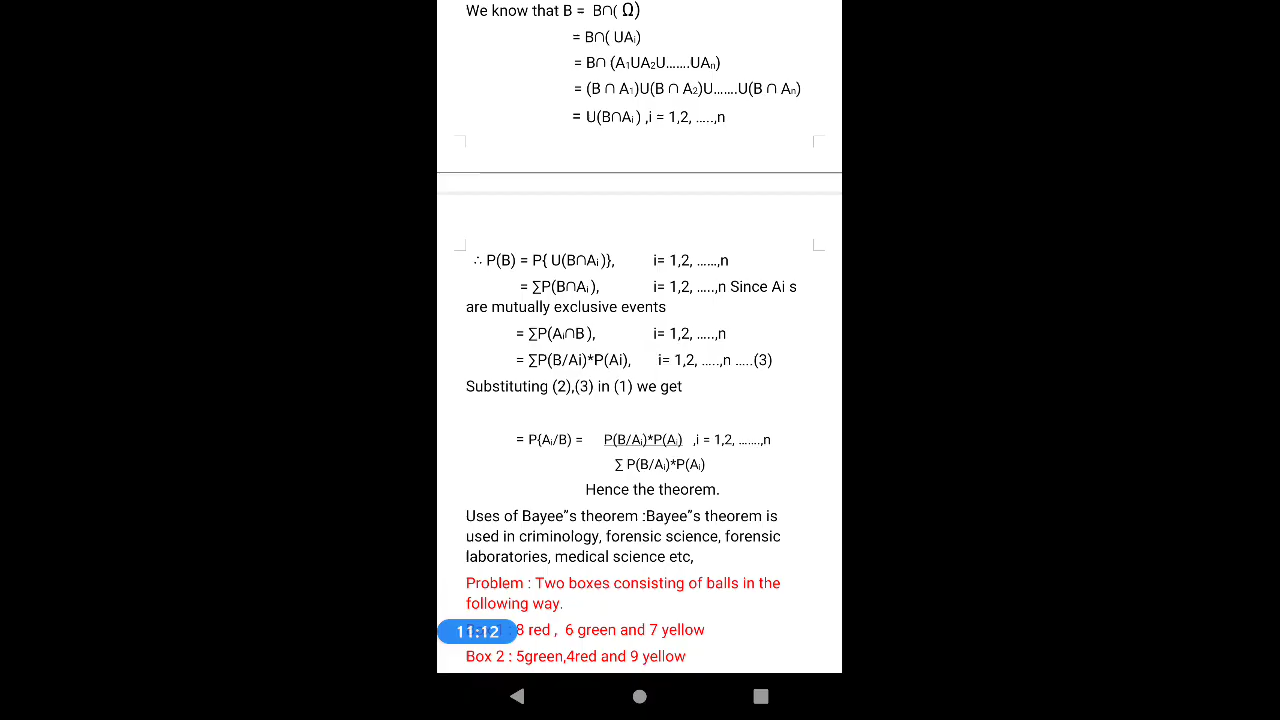 We know that B = B∩( Ω)
= B∩( UAᵢ)
= B∩ (A₁UA₂U…….UAₙ)
= (B ∩ A₁)U(B ∩ A₂)U…….U(B ∩ Aₙ)
= U(B∩Aᵢ ) ,i = 1,2, …..,n
∴ P(B) = P{ U(B∩Aᵢ )}, i= 1,2, ……,n
= ∑P(B∩Aᵢ ), i= 1,2, …..,n Since Ai s
are mutually exclusive events
= ∑P(Aᵢ∩B ), i= 1,2, …..,n
= ∑P(B/Ai)*P(Ai), i= 1,2, …..,n …..(3)
Substituting (2),(3) in (1) we get
= P{Aᵢ/B) = P(B/Aᵢ)*P(Aᵢ) ,i = 1,2, …….,n
∑ P(B/Aᵢ)*P(Aᵢ)
Hence the theorem.
Uses of Bayee”s theorem :Bayee”s theorem is
used in criminology, forensic science, forensic
laboratories, medical science etc,
Problem : Two boxes consisting of balls in the
following way.
11:12 : 8 red , 6 green and 7 yellow
Box 2 : 5green,4red and 9 yellow